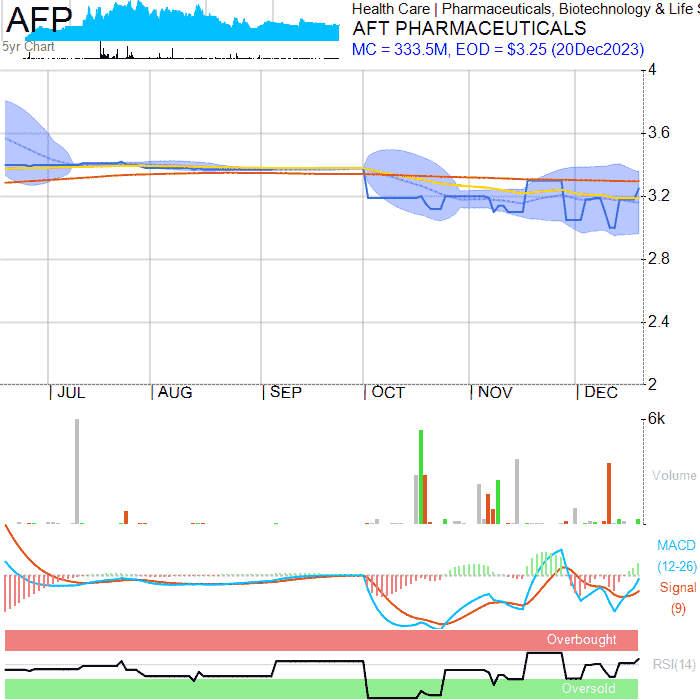 AFP
5yr Chart
Health Care | Pharmaceuticals, Biotechnology & Life S
AFT PHARMACEUTICALS
MC = 333.5M, EOD = $3.25 (20Dec2023)
4
3.6
3.2
2.8
2.4
2
JUL AUG SEP OCT NOV DEC
6k
Volume
MACD
(12-26)
Signal
(9)
Overbought
RSI(14)
Oversold